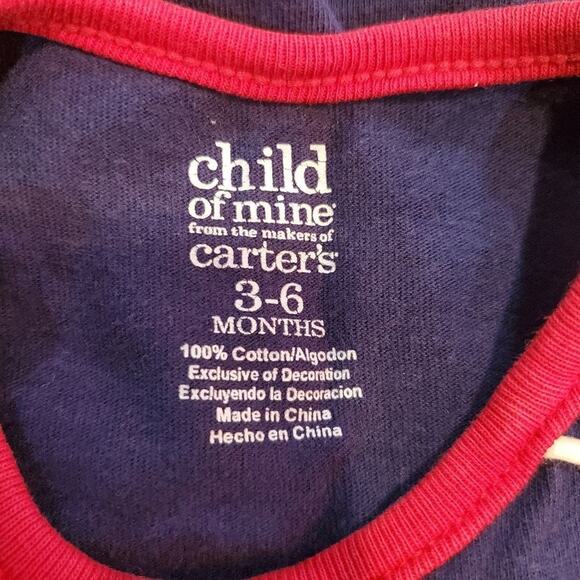 child
of mine
from the makers of
carter's
3-6
MONTHS
100% Cotton/Algodon
Exclusive of Decoration
Excluyendo la Decoracion
Made in China
Hecho en China